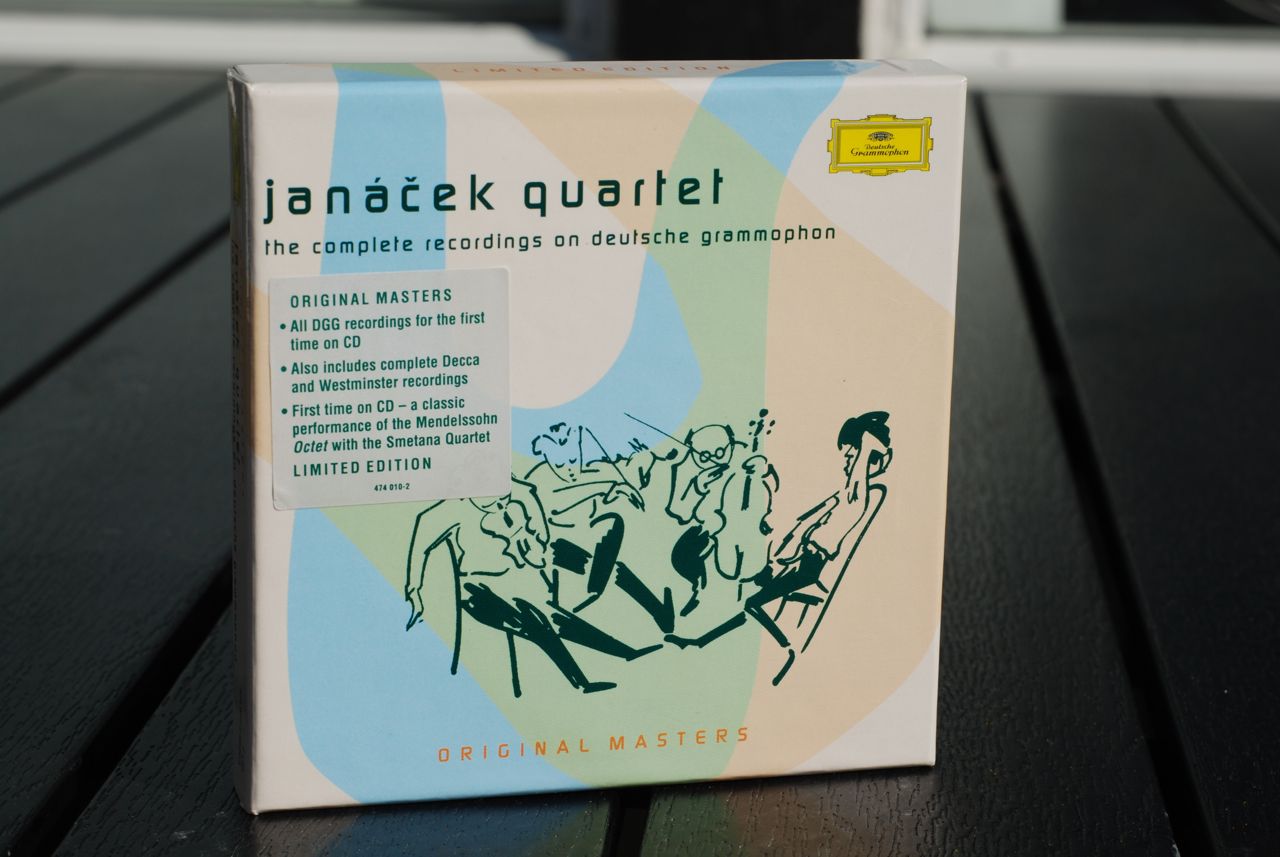 LIMITED EDITION
Deutsche
Grammophon
janáček quartet
the complete recordings on deutsche grammophon
ORIGINAL MASTERS
• All DGG recordings for the first
time on CD
• Also includes complete Decca
and Westminster recordings
• First time on CD – a classic
performance of the Mendelssohn
Octet with the Smetana Quartet
LIMITED EDITION
474 010-2
ORIGINAL MASTERS